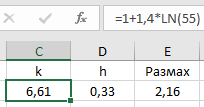 =1+1,4*LN(55)
C D E
k h Размах
6,61 0,33 2,16